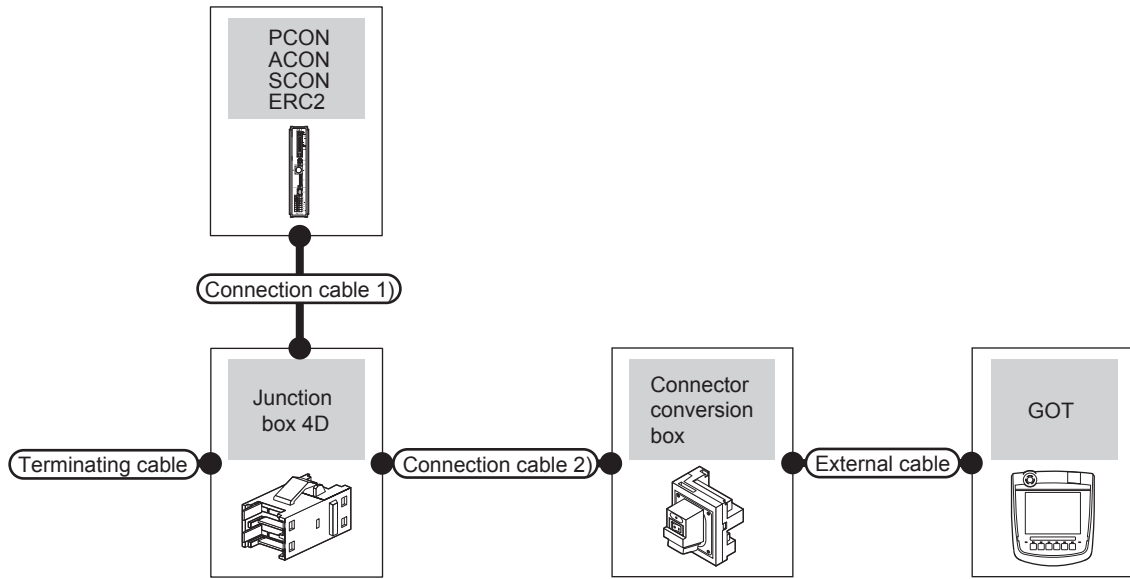 PCON
ACON
SCON
ERC2
Connection cable 1)
Junction
box 4D
Connector
conversion
box
GOT
Terminating cable
Connection cable 2)
External cable